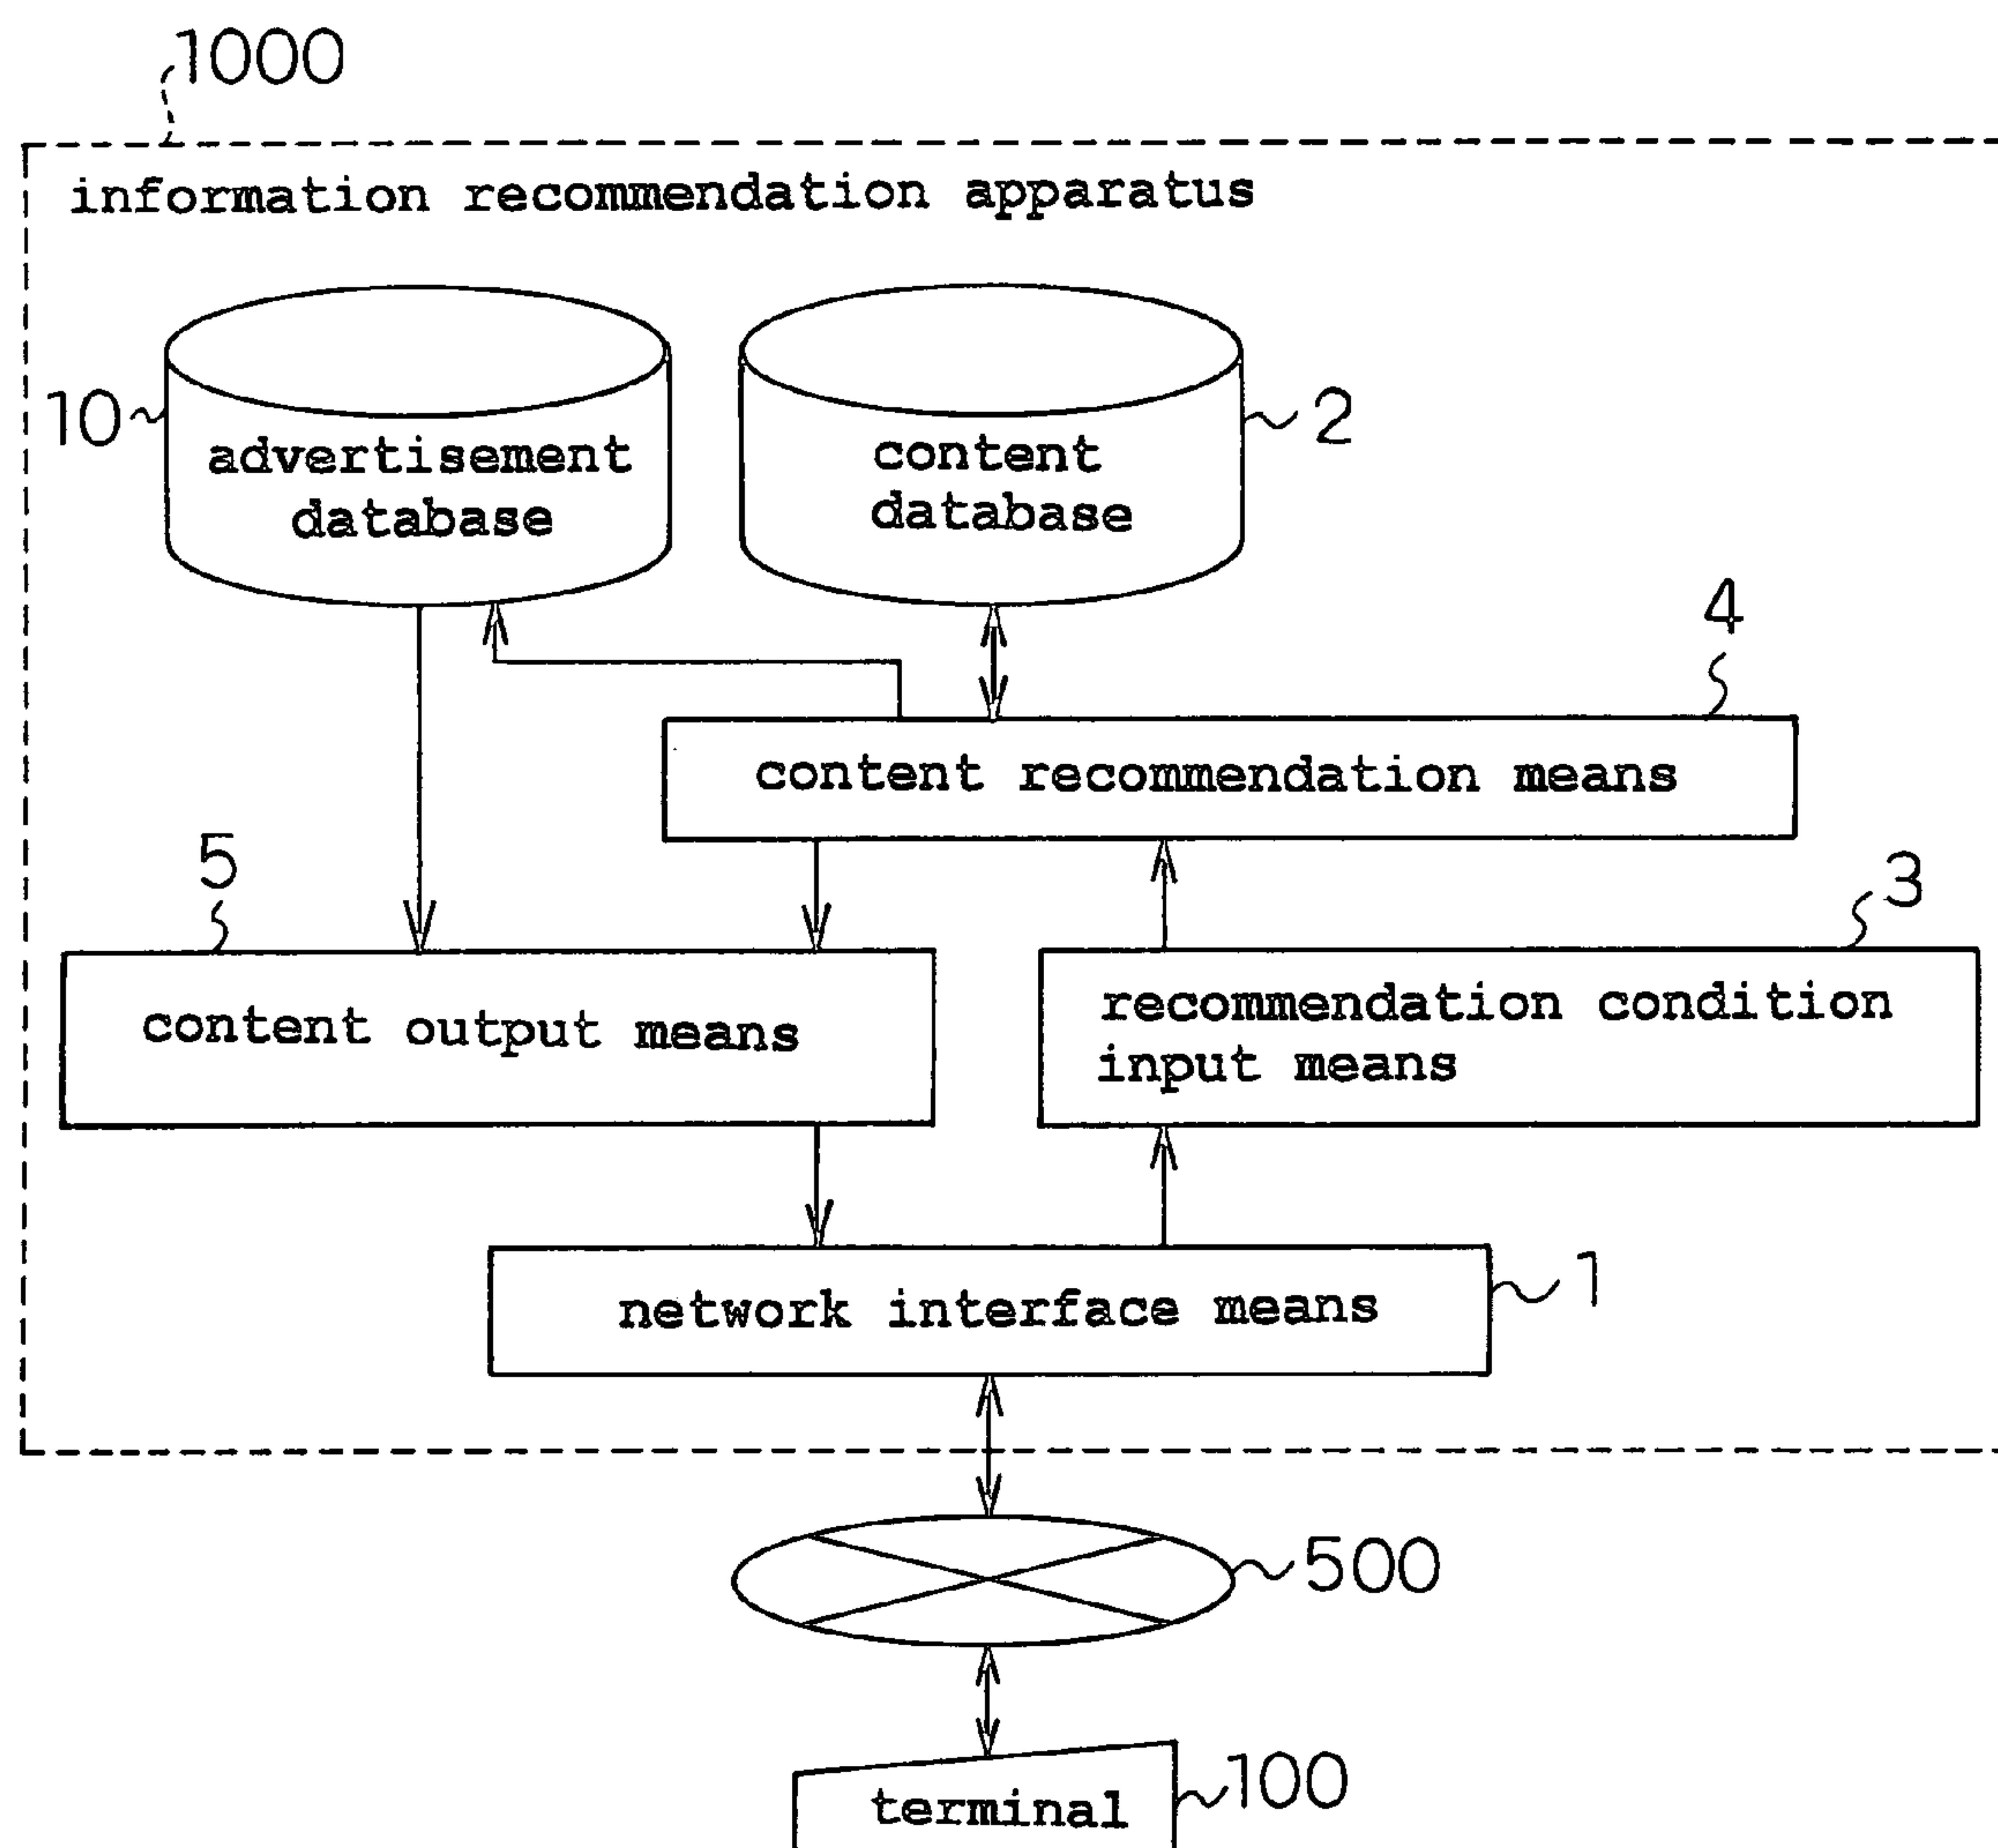 1000
information recommendation apparatus
10
advertisement
database
content
database
2
4
content recommendation means
5
3
content output means
recommendation condition
input means
network interface means
1
500
terminal
100